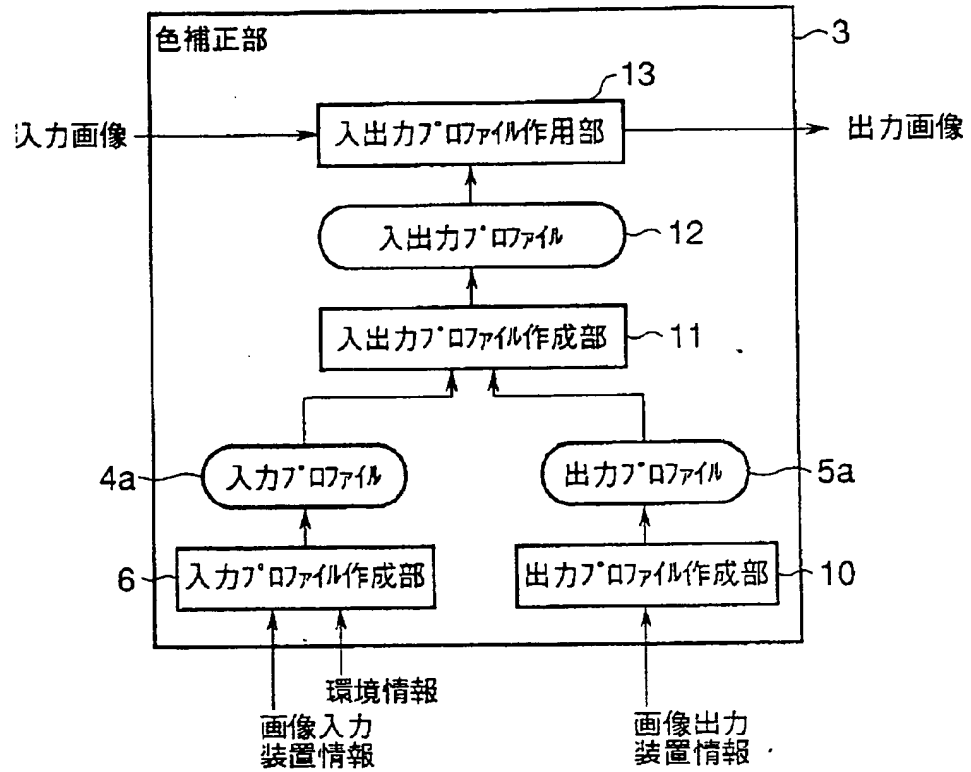 色補正部
3
13
入力画像
入出力プロファイル作用部
出力画像
入出力プロファイル
12
入出力プロファイル作成部
11
4a
入力プロファイル
出力プロファイル
5a
6
入力プロファイル作成部
出力プロファイル作成部
10
環境情報
画像入力
装置情報
画像出力
装置情報